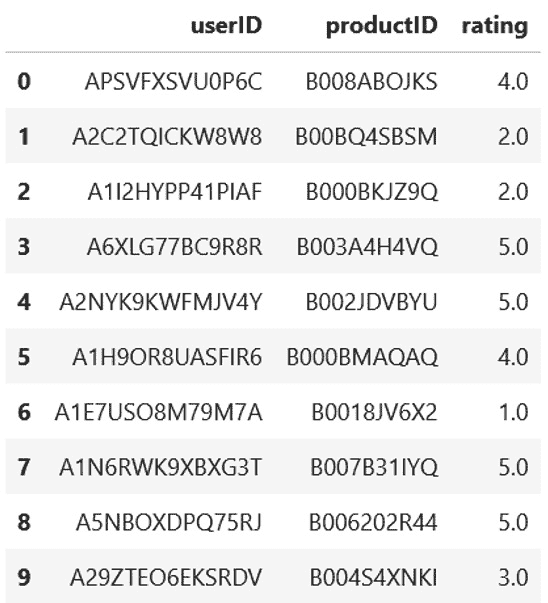 userID productID rating
0 APSVFXSVU0P6C B008ABOJKS 4.0
1 A2C2TQICKW8W8 B00BQ4SBSM 2.0
2 A1I2HYPP41PIAF B000BKJZ9Q 2.0
3 A6XLG77BC9R8R B003A4H4VQ 5.0
4 A2NYK9KWFMJV4Y B002JDVBYU 5.0
5 A1H9OR8UASFIR6 B000BMAQAQ 4.0
6 A1E7USO8M79M7A B0018JV6X2 1.0
7 A1N6RWK9XBXG3T B007B31IYQ 5.0
8 A5NBOXDPQ75RJ B006202R44 5.0
9 A29ZTEO6EKSRDV B004S4XNKI 3.0